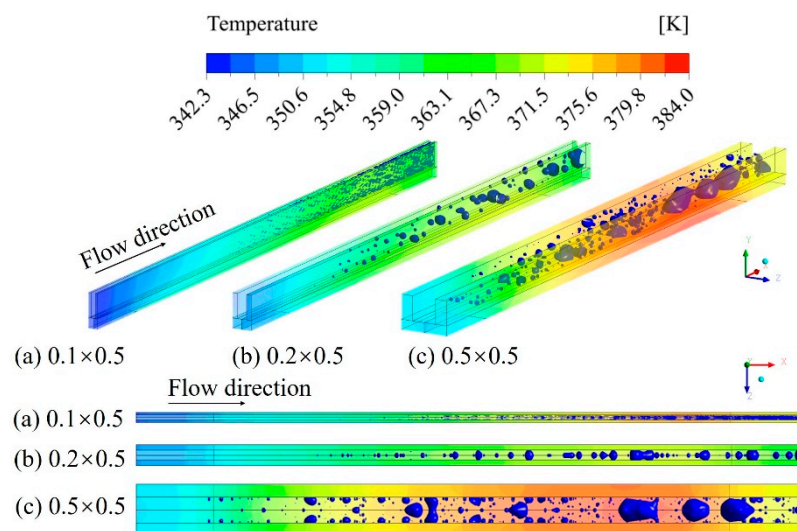 Temperature [K]
342.3 346.5 350.6 354.8 359.0 363.1 367.3 371.5 375.6 379.8 384.0
Flow direction
Y
X
Z
(a) 0.1×0.5 (b) 0.2×0.5 (c) 0.5×0.5
Flow direction
Y
X
Z
(a) 0.1×0.5
(b) 0.2×0.5
(c) 0.5×0.5